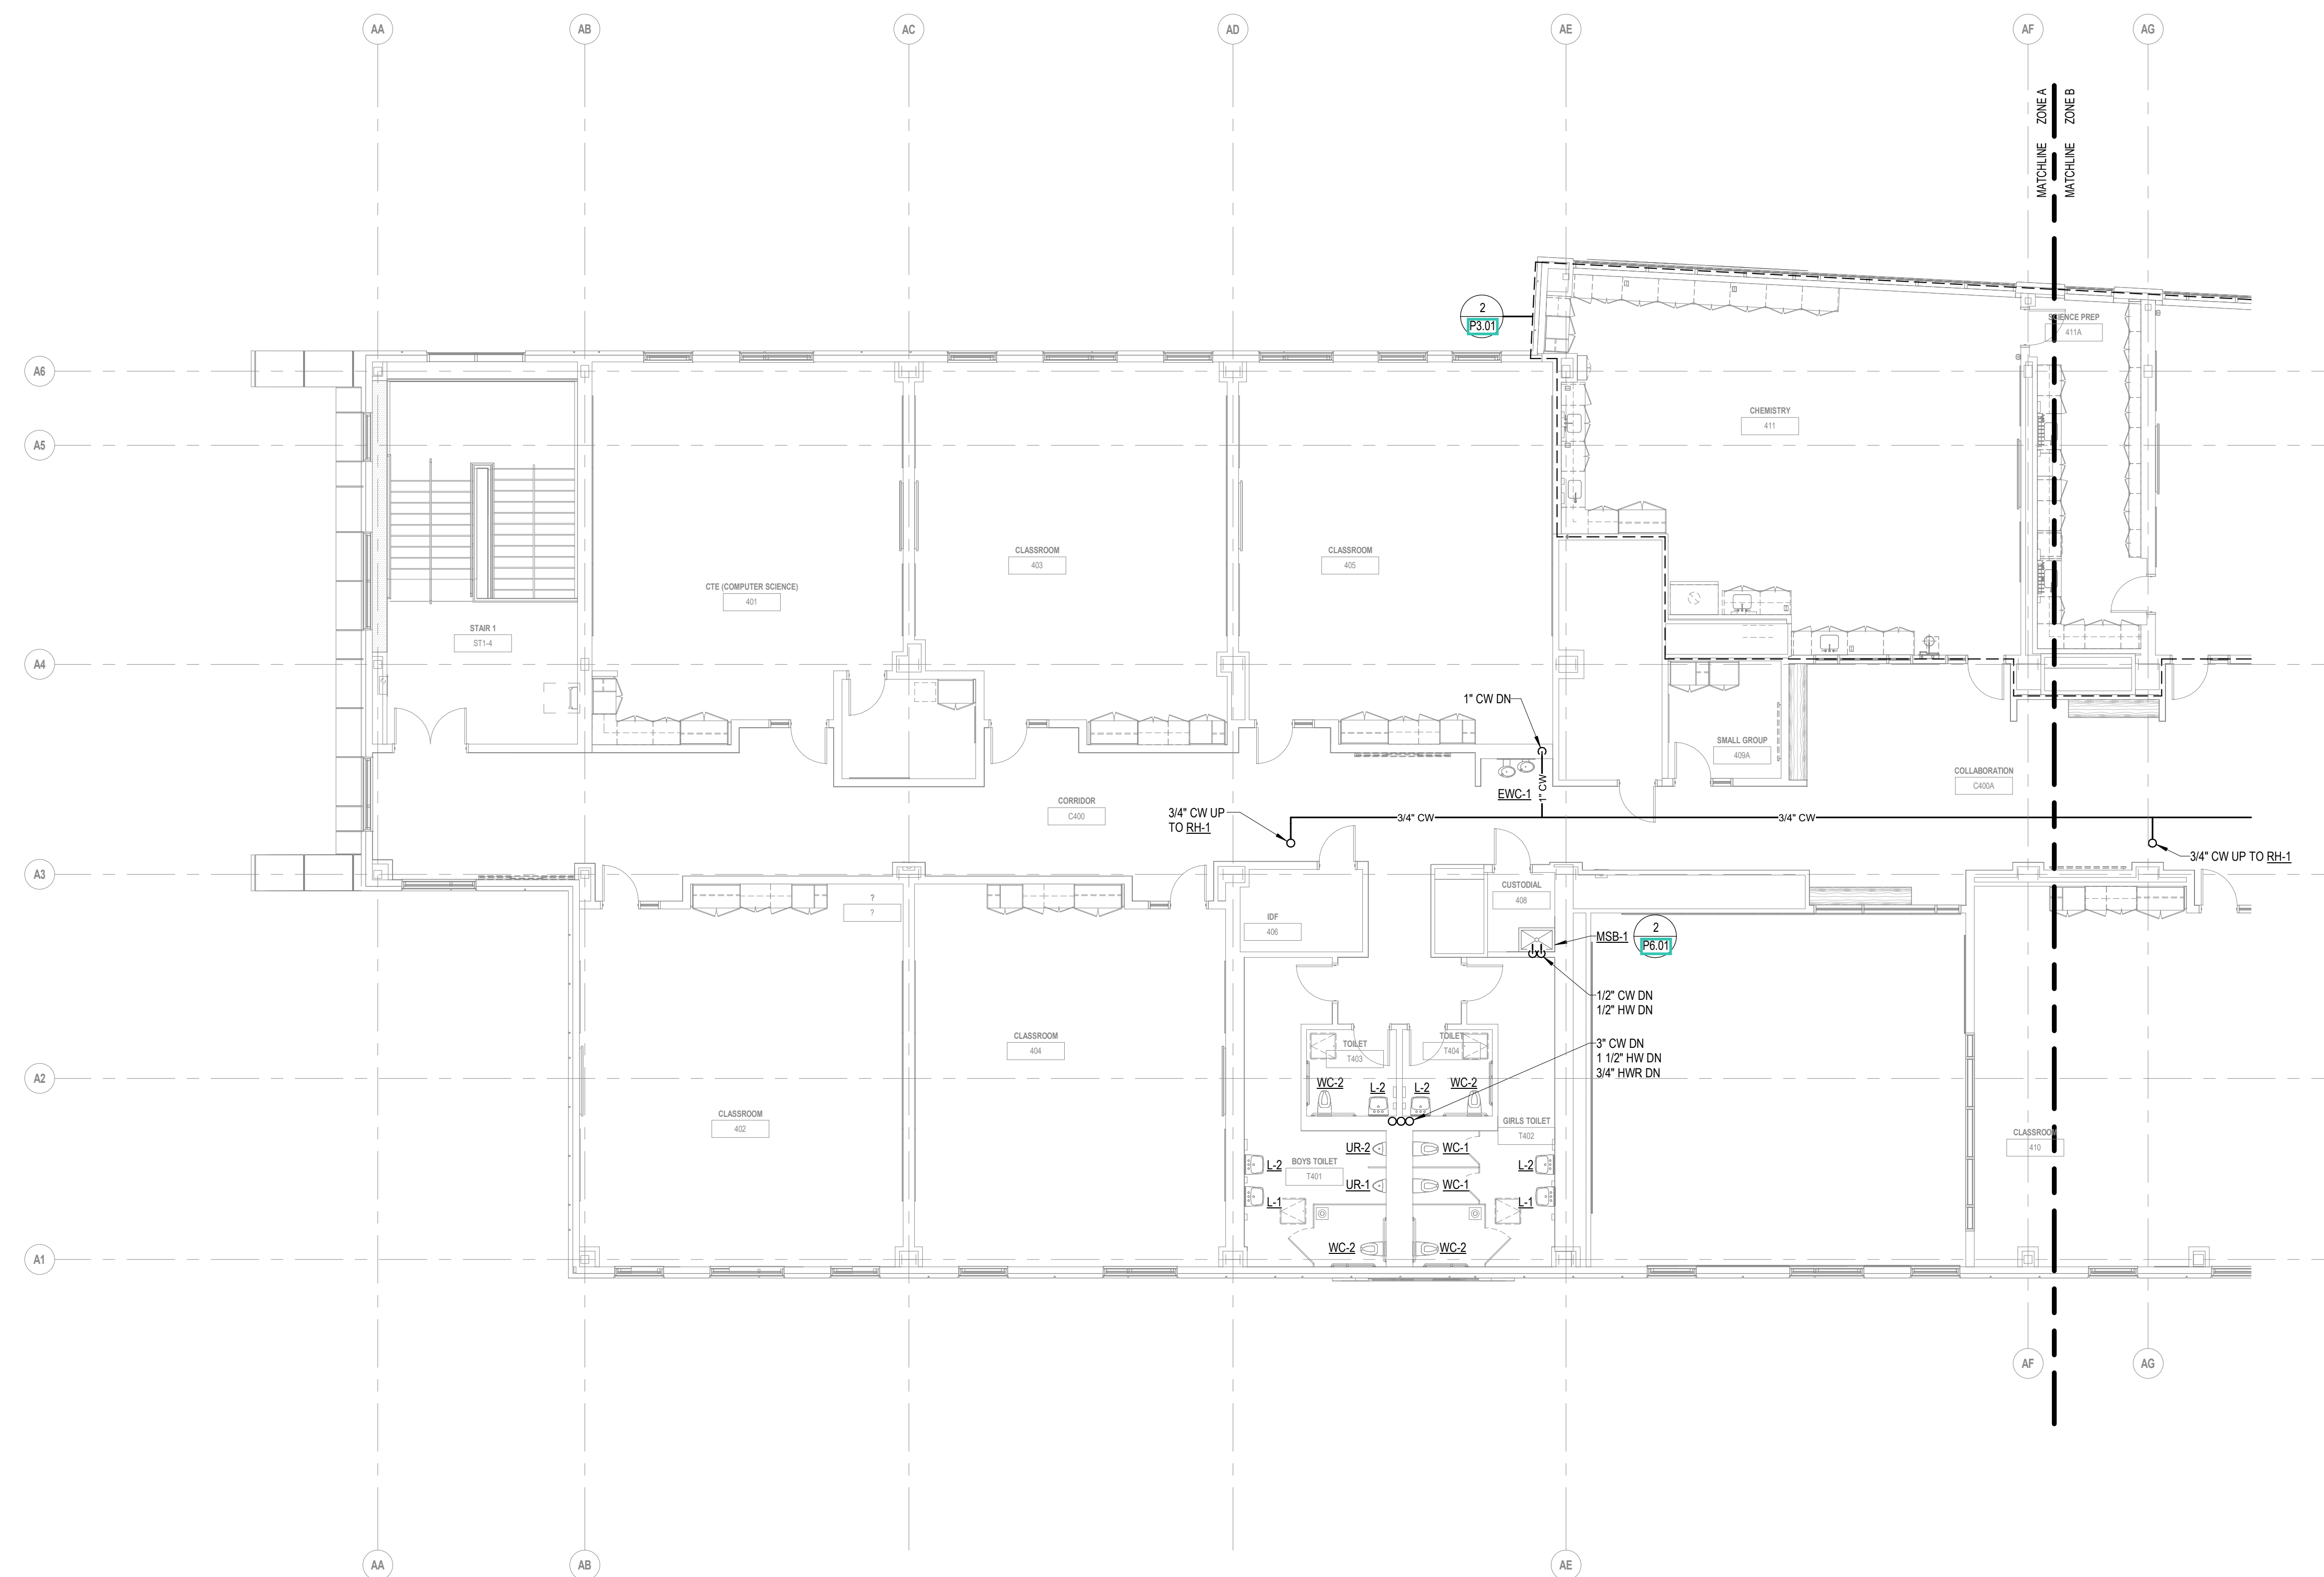 AA
AB
AC
AD
AE
AF
AG
MATCHLINE ZONE A
MATCHLINE ZONE B
2
P3.01
SCIENCE PREP
411A
A6
CHEMISTRY
411
A5
CLASSROOM
403
CLASSROOM
405
CTE (COMPUTER SCIENCE)
401
STAIR 1
ST1-4
A4
1" CW DN
SMALL GROUP
409A
COLLABORATION
C400A
EWC-1
1" CW
CORRIDOR
C400
3/4" CW UP
TO RH-1
3/4" CW
3/4" CW
3/4" CW UP TO RH-1
A3
CUSTODIAL
408
?
?
IDF
406
MSB-1
2
P6.01
1/2" CW DN
1/2" HW DN
CLASSROOM
404
TOILET
T403
TOILET
T404
3" CW DN
1 1/2" HW DN
3/4" HWR DN
A2
WC-2
L-2
L-2
WC-2
CLASSROOM
402
GIRLS TOILET
T402
CLASSROOM
410
UR-2
WC-1
BOYS TOILET
T401
L-2
L-2
UR-1
WC-1
L-1
L-1
WC-2
WC-2
A1
AF
AG
AA
AB
AE